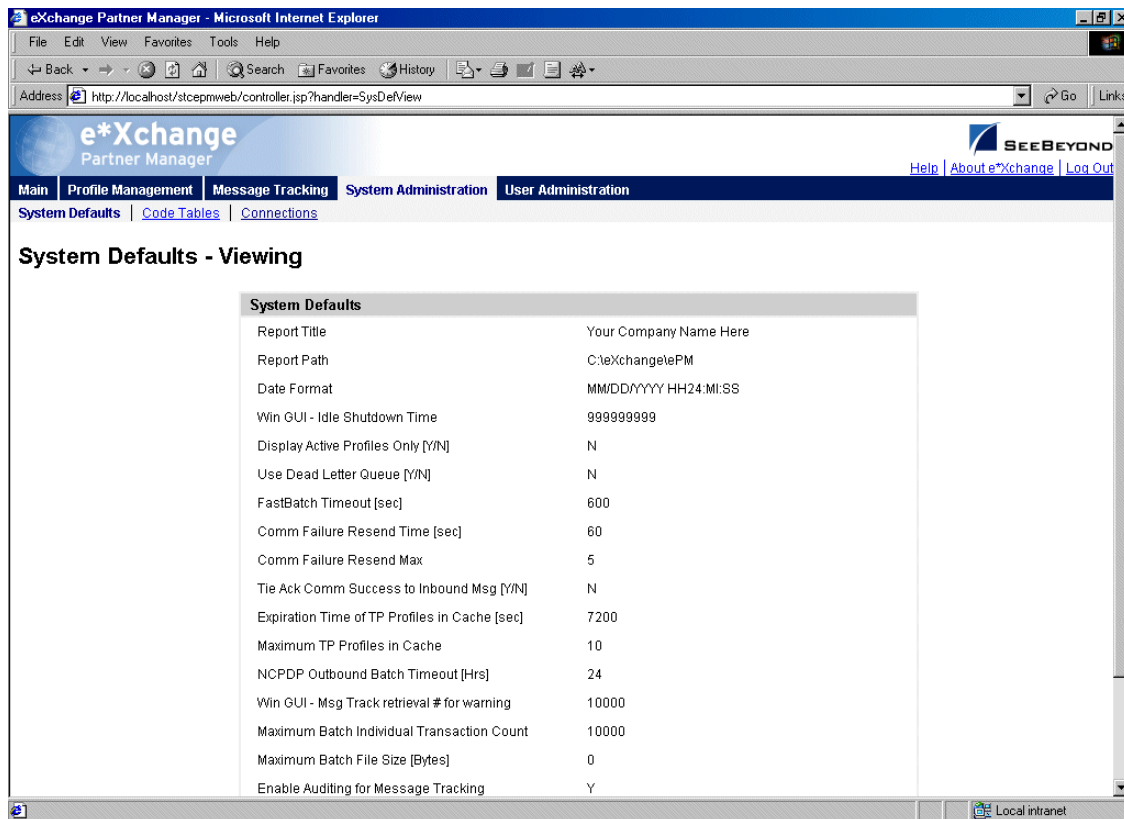 eXchange Partner Manager - Microsoft Internet Explorer
File Edit View Favorites Tools Help
Back Search Favorites History
Address http://localhost/stcepmweb/controller.jsp?handler=SysDefView Go Links
e*Xchange
Partner Manager
SEEBEYOND
Help | About e*Xchange | Log Out
Main Profile Management Message Tracking System Administration User Administration
System Defaults | Code Tables | Connections
System Defaults - Viewing
System Defaults
Report Title Your Company Name Here
Report Path C:\eXchange\ePM
Date Format MM/DD/YYYY HH24:MI:SS
Win GUI - Idle Shutdown Time 999999999
Display Active Profiles Only [Y/N] N
Use Dead Letter Queue [Y/N] N
FastBatch Timeout [sec] 600
Comm Failure Resend Time [sec] 60
Comm Failure Resend Max 5
Tie Ack Comm Success to Inbound Msg [Y/N] N
Expiration Time of TP Profiles in Cache [sec] 7200
Maximum TP Profiles in Cache 10
NCPDP Outbound Batch Timeout [Hrs] 24
Win GUI - Msg Track retrieval # for warning 10000
Maximum Batch Individual Transaction Count 10000
Maximum Batch File Size [Bytes] 0
Enable Auditing for Message Tracking Y
Local intranet